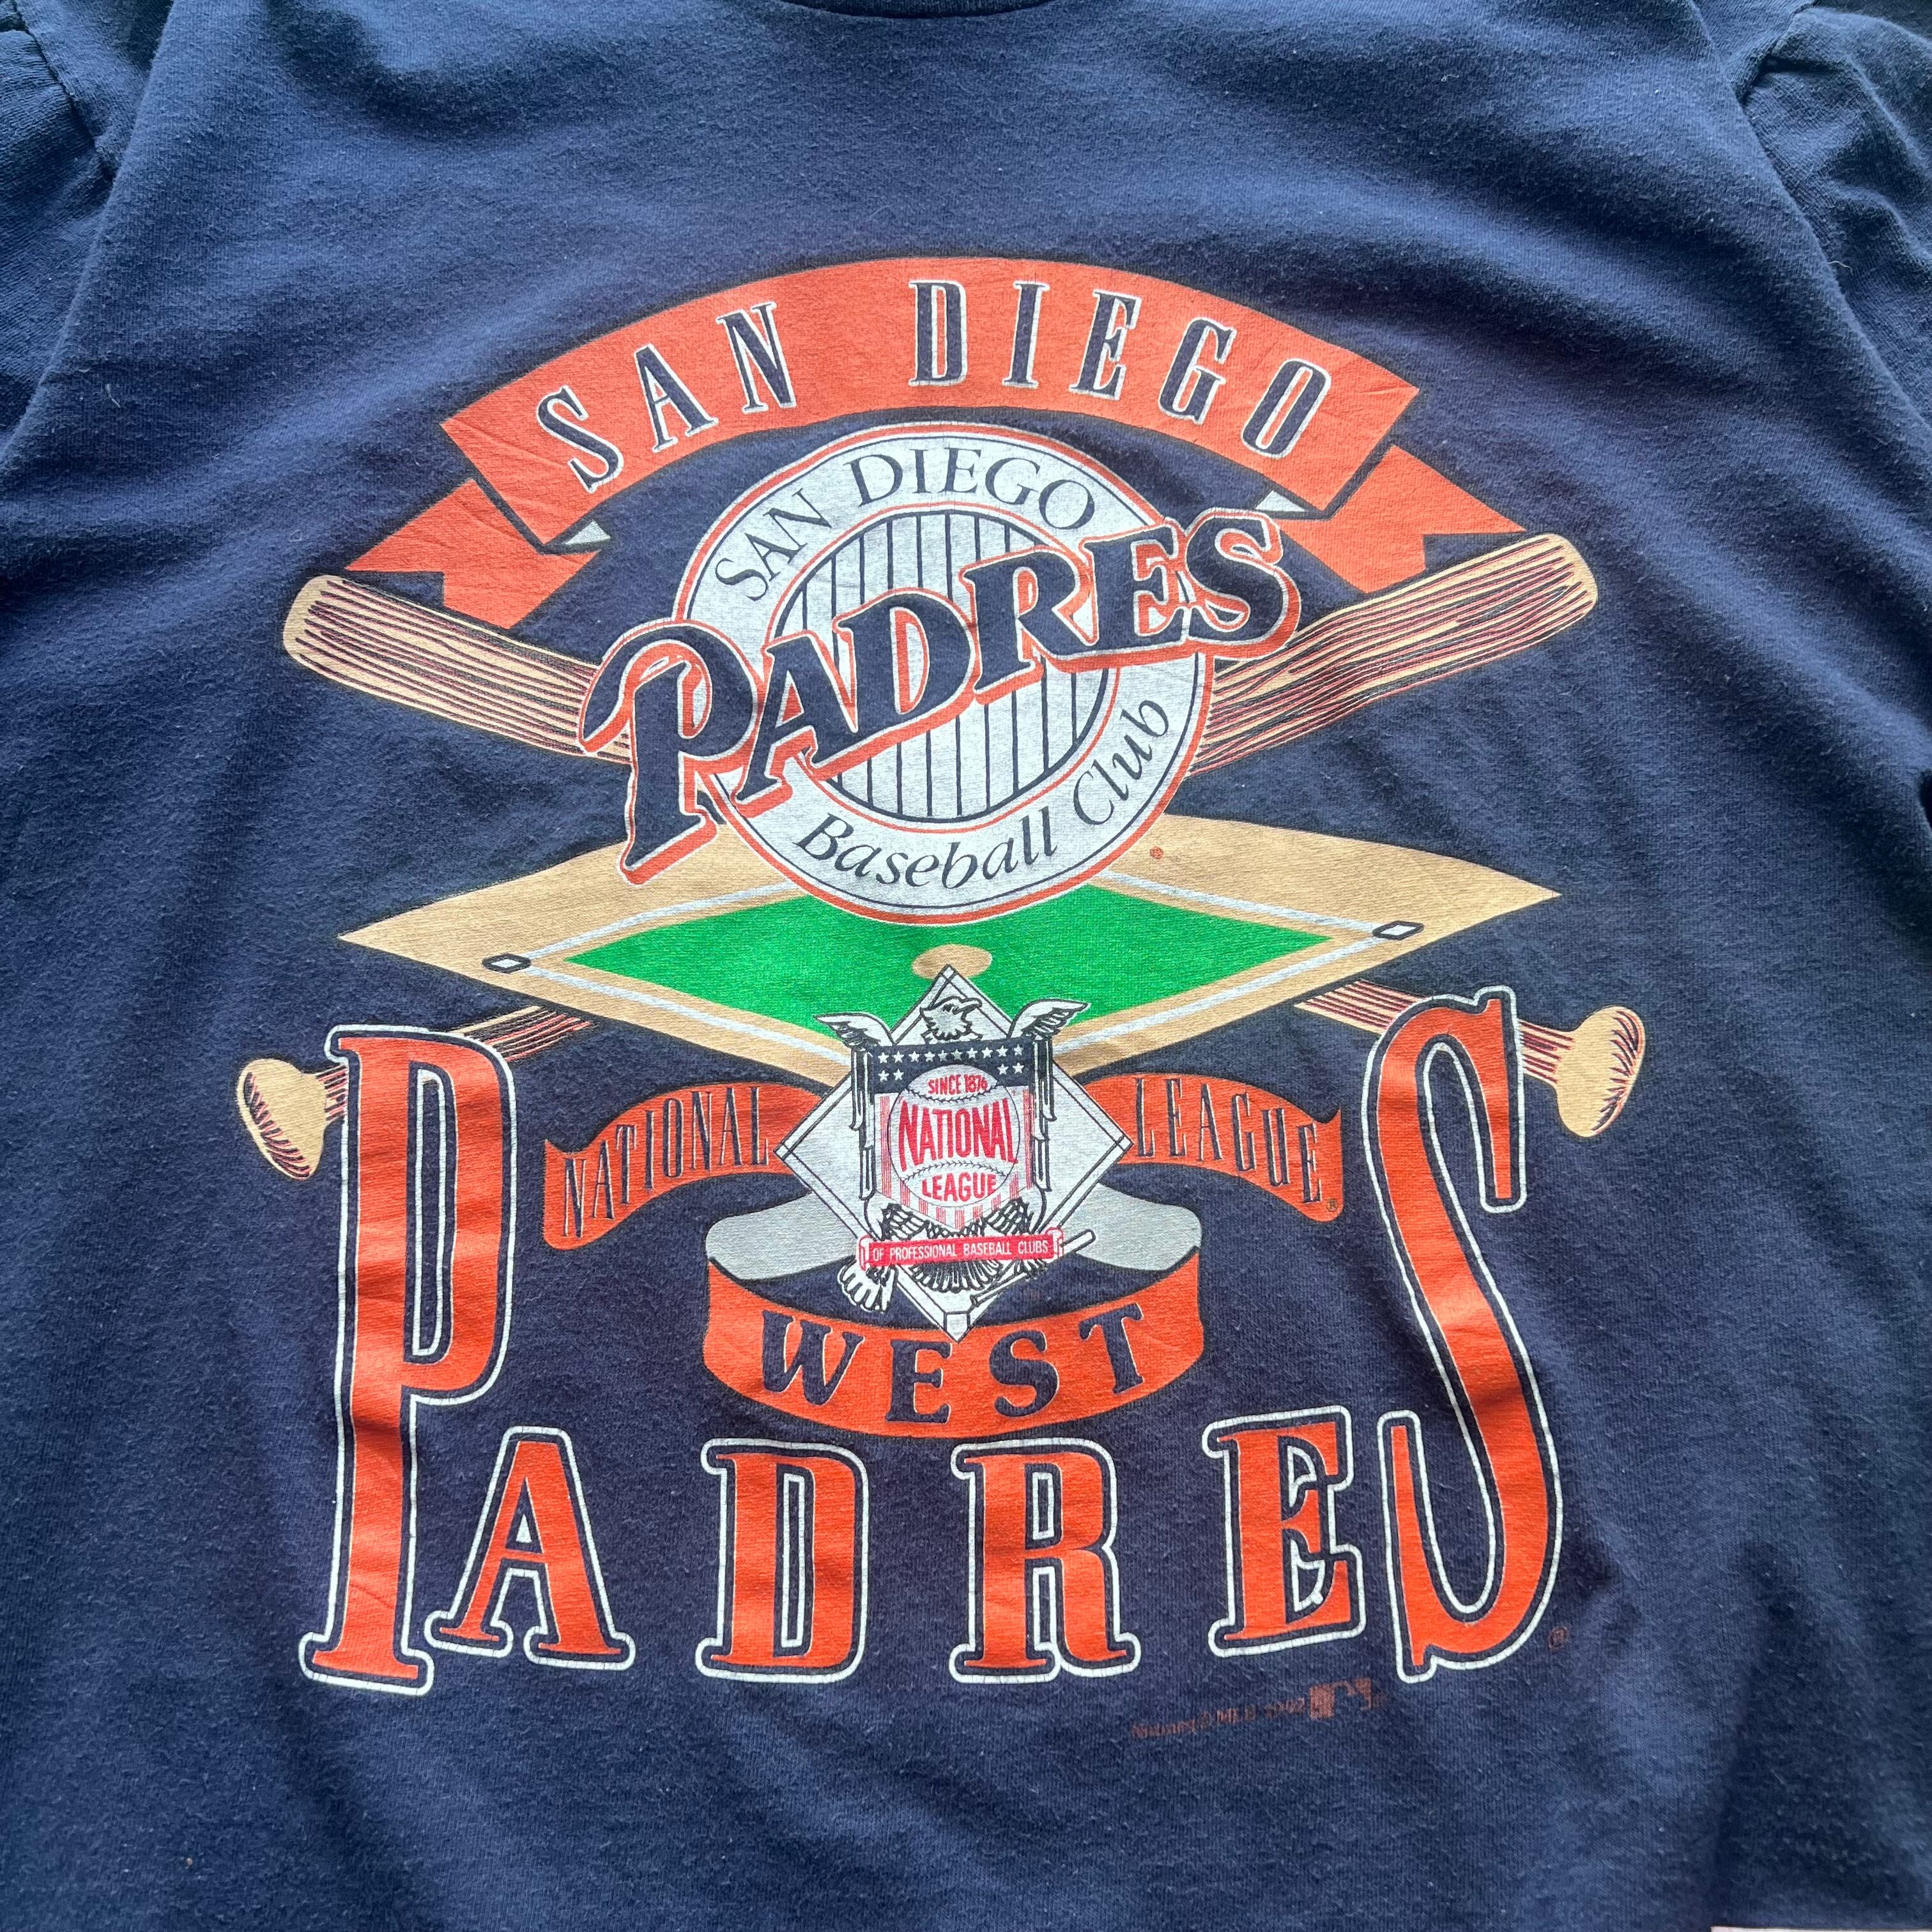 SAN DIEGO
SAN DIEGO
PADRES
Baseball Club
SINCE 1876
NATIONAL LEAGUE
NATIONAL
LEAGUE
OF PROFESSIONAL BASEBALL CLUBS
WEST
PADRES
MLB